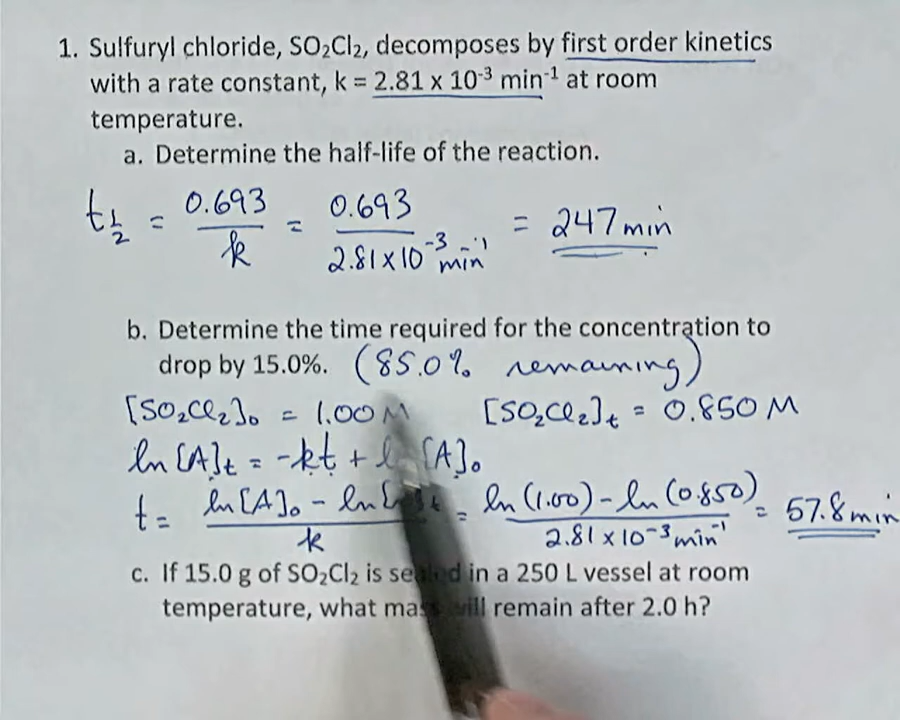 1. Sulfuryl chloride, SO₂Cl₂, decomposes by first order kinetics
with a rate constant, k = 2.81 x 10⁻³ min⁻¹ at room
temperature.
a. Determine the half-life of the reaction.
t½ = 0.693/k = 0.693/2.81×10⁻³ min⁻¹ = 247 min
b. Determine the time required for the concentration to
drop by 15.0%. (85.0% remaining)
[SO₂Cl₂]₀ = 1.00 M [SO₂Cl₂]t = 0.850 M
ln [A]t = -kt + [A]₀
t = ln [A]₀ - ln t/k = ln (1.00) - ln (0.850)/2.81×10⁻³ min⁻¹ = 57.8 min
c. If 15.0 g of SO₂Cl₂ is in a 250 L vessel at room
temperature, what remain after 2.0 h?